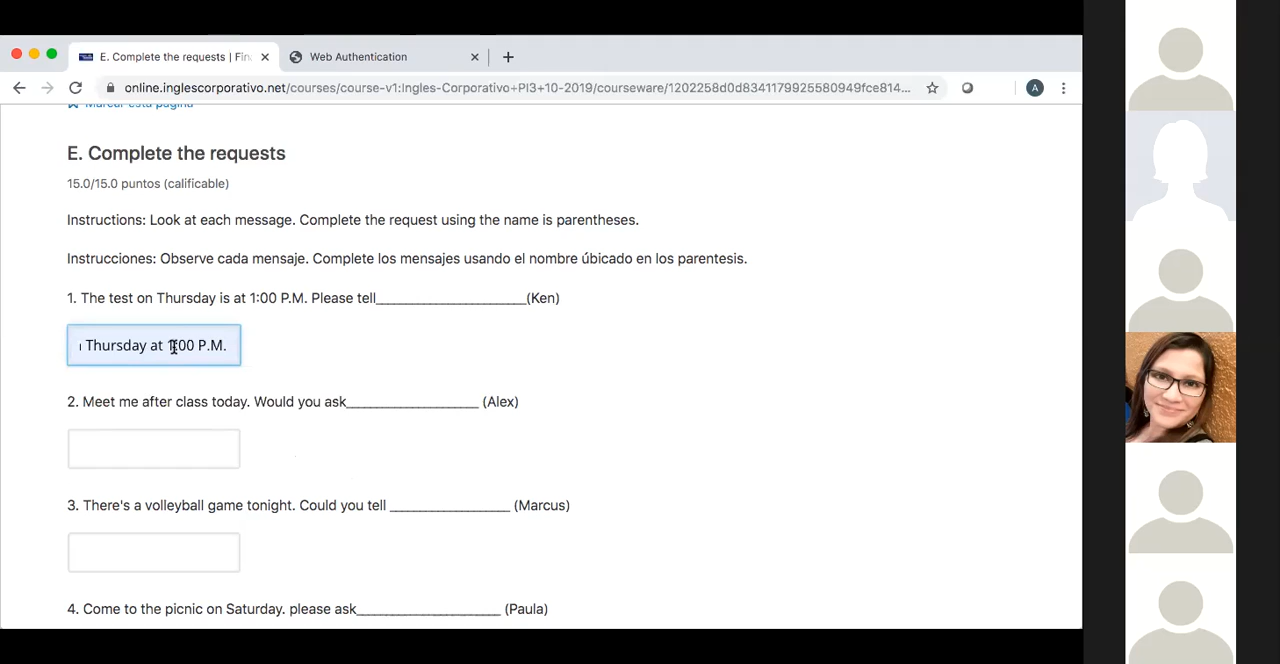 E. Complete the requests | Fin
Web Authentication
online.inglescorporativo.net/courses/course-v1:Ingles-Corporativo+PI3+10-2019/courseware/1202258d0d8341179925580949fce814...
A
Marcar esta página
E. Complete the requests
15.0/15.0 puntos (calificable)
Instructions: Look at each message. Complete the request using the name is parentheses.
Instrucciones: Observe cada mensaje. Complete los mensajes usando el nombre úbicado en los parentesis.
1. The test on Thursday is at 1:00 P.M. Please tell_____________________(Ken)
Thursday at 1:00 P.M.
2. Meet me after class today. Would you ask___________________ (Alex)
3. There's a volleyball game tonight. Could you tell _________________ (Marcus)
4. Come to the picnic on Saturday. please ask____________________ (Paula)